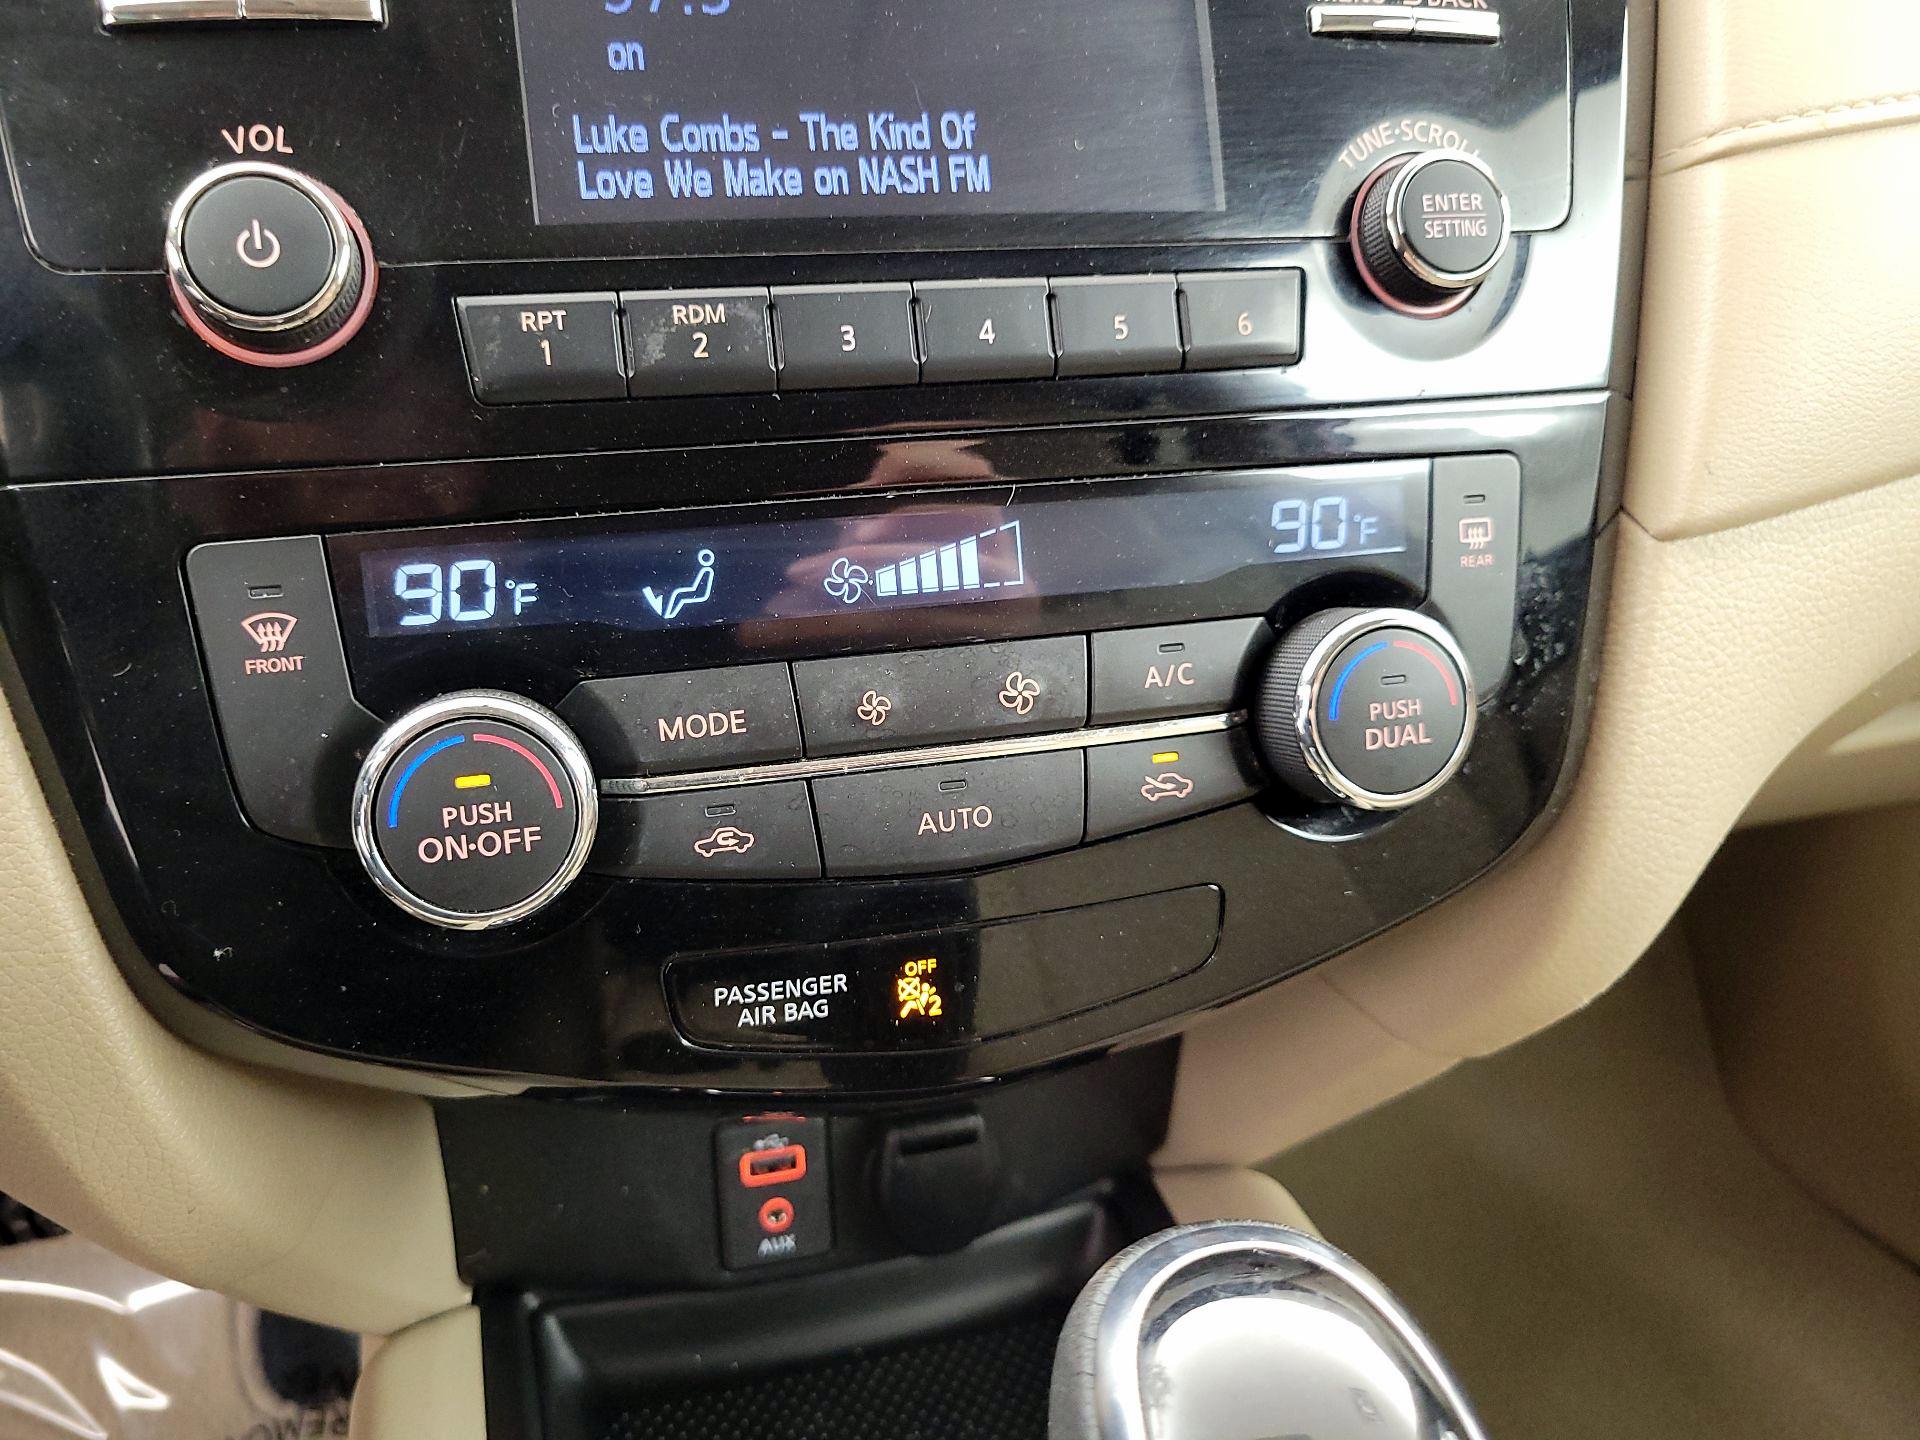 on
Luke Combs - The Kind Of
Love We Make on NASH FM
BACK
VOL
TUNE·SCROLL
ENTER
SETTING
RPT
1
RDM
2
3
4
5
6
90°F
90°F
FRONT
REAR
MODE
A/C
PUSH
DUAL
PUSH
ON·OFF
AUTO
PASSENGER
AIR BAG
OFF
2
AUX